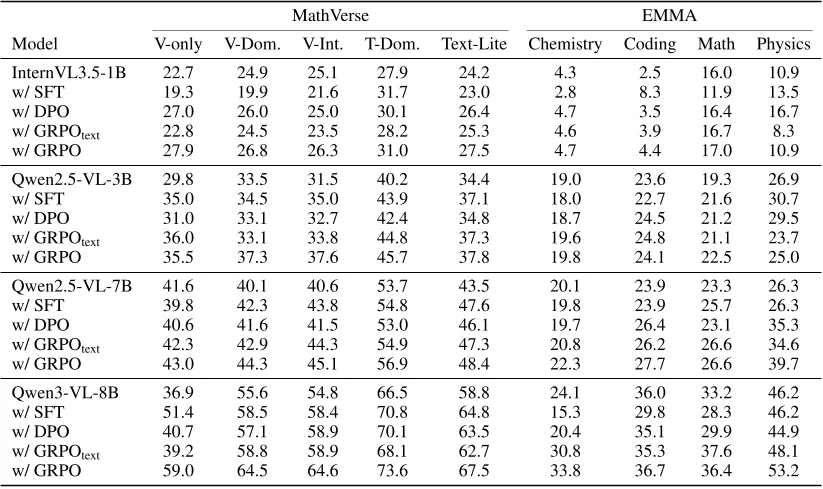 MathVerse EMMA
Model V-only V-Dom. V-Int. T-Dom. Text-Lite Chemistry Coding Math Physics
InternVL3.5-1B 22.7 24.9 25.1 27.9 24.2 4.3 2.5 16.0 10.9
w/ SFT 19.3 19.9 21.6 31.7 23.0 2.8 8.3 11.9 13.5
w/ DPO 27.0 26.0 25.0 30.1 26.4 4.7 3.5 16.4 16.7
w/ GRPOtext 22.8 24.5 23.5 28.2 25.3 4.6 3.9 16.7 8.3
w/ GRPO 27.9 26.8 26.3 31.0 27.5 4.7 4.4 17.0 10.9
Qwen2.5-VL-3B 29.8 33.5 31.5 40.2 34.4 19.0 23.6 19.3 26.9
w/ SFT 35.0 34.5 35.0 43.9 37.1 18.0 22.7 21.6 30.7
w/ DPO 31.0 33.1 32.7 42.4 34.8 18.7 24.5 21.2 29.5
w/ GRPOtext 36.0 33.1 33.8 44.8 37.3 19.6 24.8 21.1 23.7
w/ GRPO 35.5 37.3 37.6 45.7 37.8 19.8 24.1 22.5 25.0
Qwen2.5-VL-7B 41.6 40.1 40.6 53.7 43.5 20.1 23.9 23.3 26.3
w/ SFT 39.8 42.3 43.8 54.8 47.6 19.8 23.9 25.7 26.3
w/ DPO 40.6 41.6 41.5 53.0 46.1 19.7 26.4 23.1 35.3
w/ GRPOtext 42.3 42.9 44.3 54.9 47.3 20.8 26.2 26.6 34.6
w/ GRPO 43.0 44.3 45.1 56.9 48.4 22.3 27.7 26.6 39.7
Qwen3-VL-8B 36.9 55.6 54.8 66.5 58.8 24.1 36.0 33.2 46.2
w/ SFT 51.4 58.5 58.4 70.8 64.8 15.3 29.8 28.3 46.2
w/ DPO 40.7 57.1 58.9 70.1 63.5 20.4 35.1 29.9 44.9
w/ GRPOtext 39.2 58.8 58.9 68.1 62.7 30.8 35.3 37.6 48.1
w/ GRPO 59.0 64.5 64.6 73.6 67.5 33.8 36.7 36.4 53.2